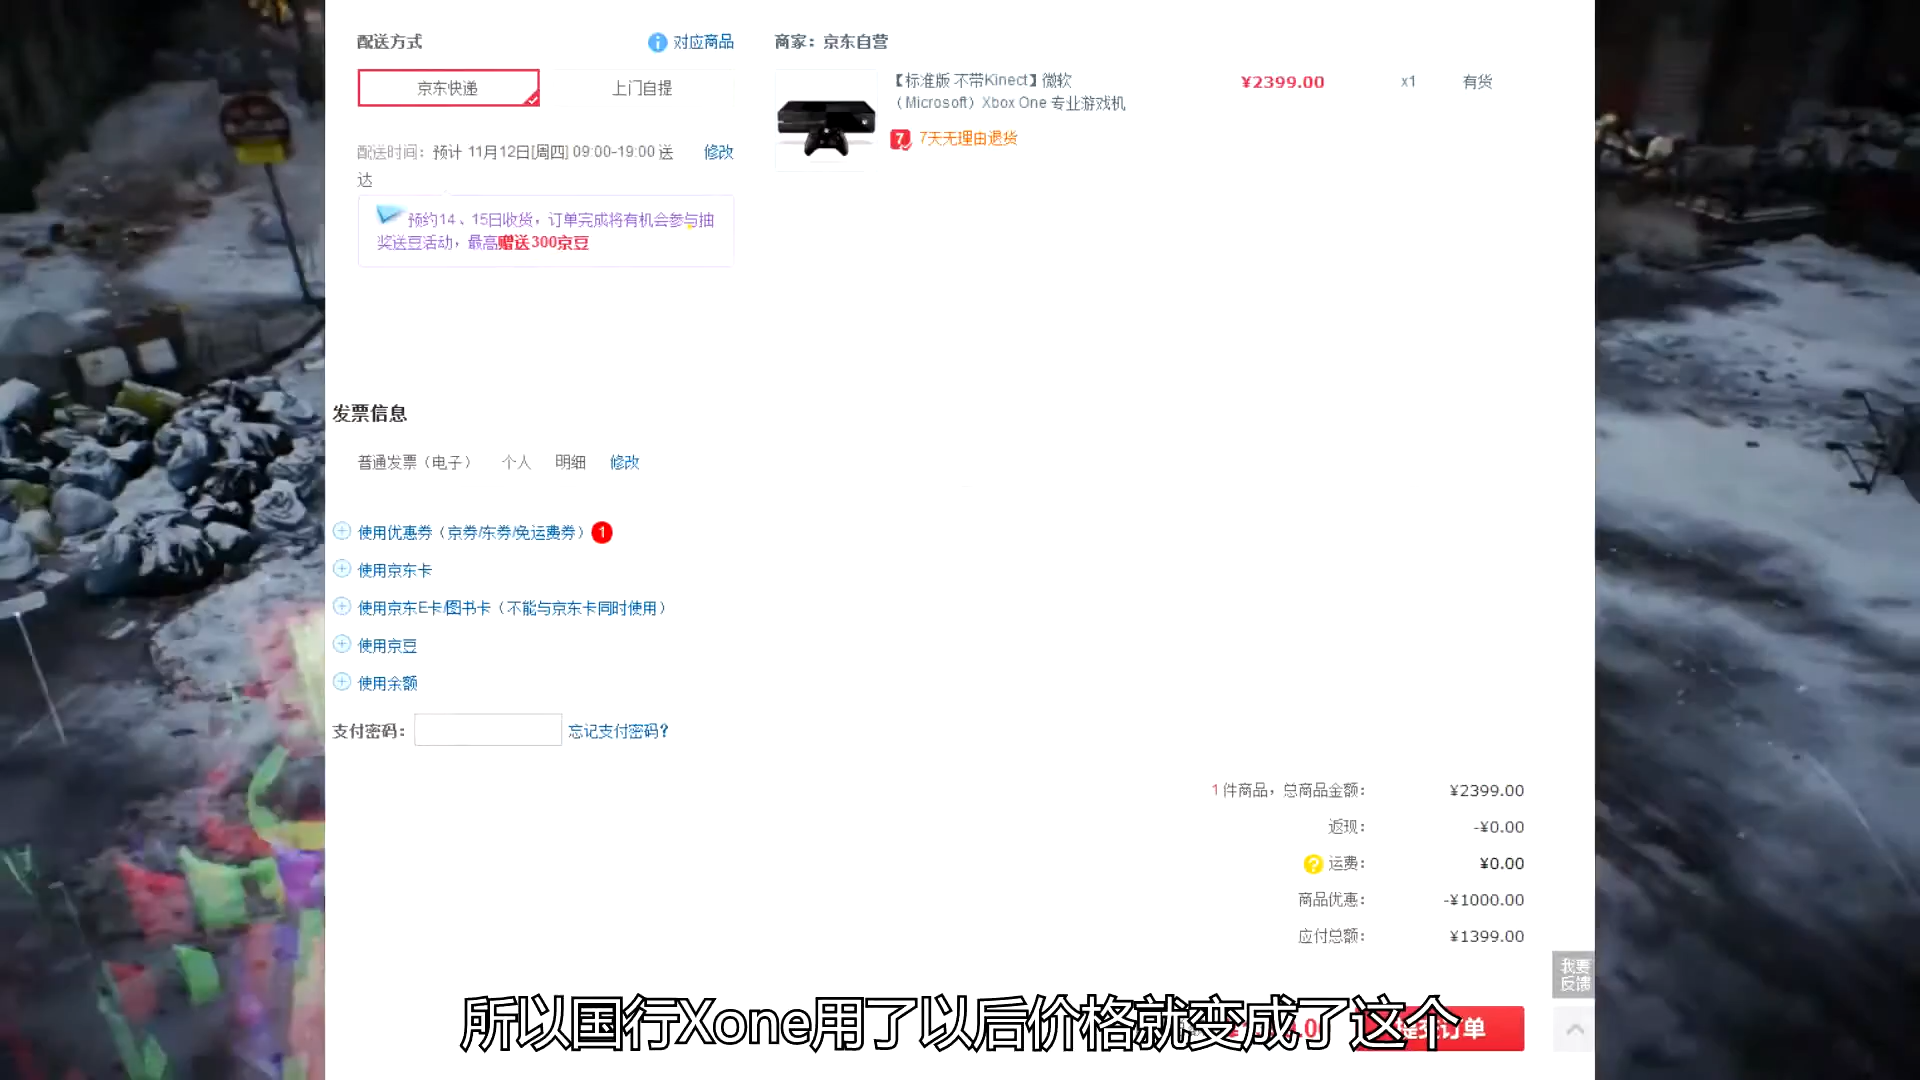 配送方式
对应商品
京东快递
上门自提
配送时间：预计 11月12日[周四] 09:00-19:00 送
达
修改
预约14、15日收货，订单完成将有机会参与抽
奖送豆活动，最高赠送300京豆
商家：京东自营
【标准版 不带Kinect】微软
（Microsoft）Xbox One 专业游戏机
¥2399.00
x1
有货
7
7天无理由退货
发票信息
普通发票（电子） 个人 明细 修改
使用优惠券（京券/东券/免运费券） 1
使用京东卡
使用京东E卡/图书卡（不能与京东卡同时使用）
使用京豆
使用余额
支付密码： 忘记支付密码？
1 件商品，总商品金额： ¥2399.00
返现： -¥0.00
运费： ¥0.00
商品优惠： -¥1000.00
应付总额： ¥1399.00
我要
反馈
提交订单
所以国行Xone用了以后价格就变成了这个